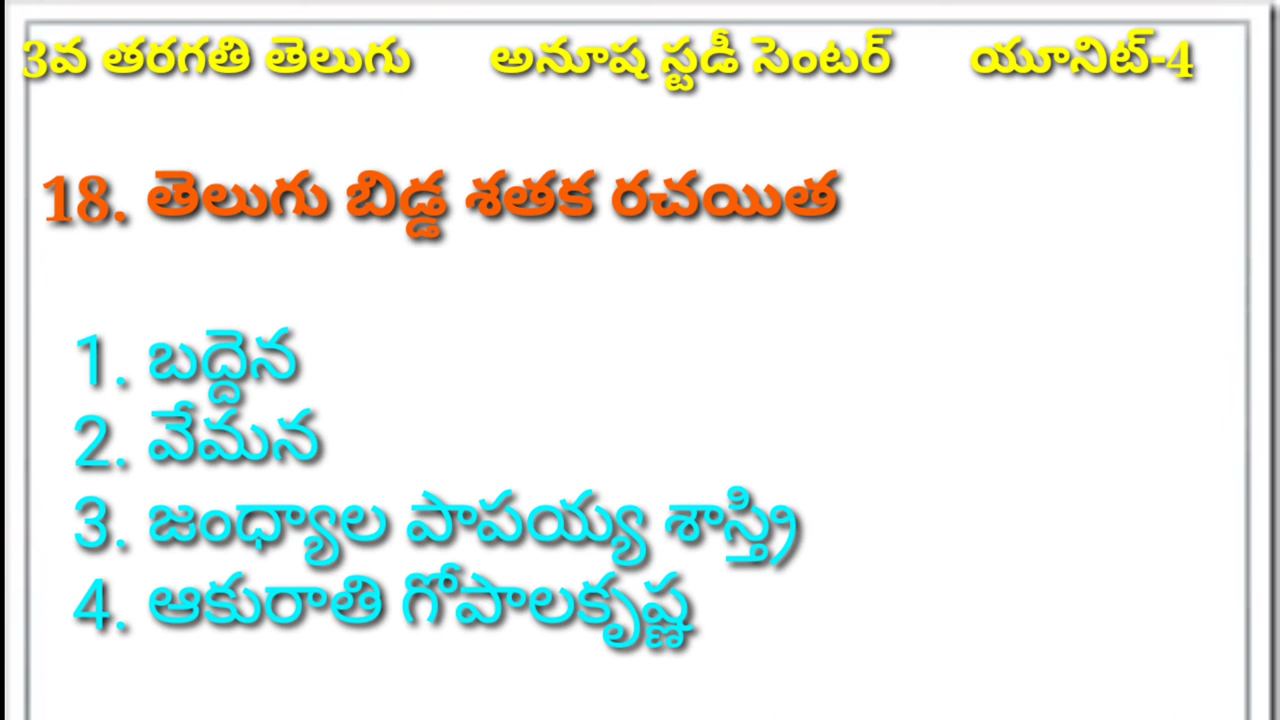 3వ తరగతి తెలుగు అనూష స్టడీ సెంటర్ యూనిట్-4
18. తెలుగు బిడ్డ శతక రచయిత
1. బద్దెన
2. వేమన
3. జంధ్యాల పాపయ్య శాస్త్రి
4. ఆకురాతి గోపాలకృష్ణ